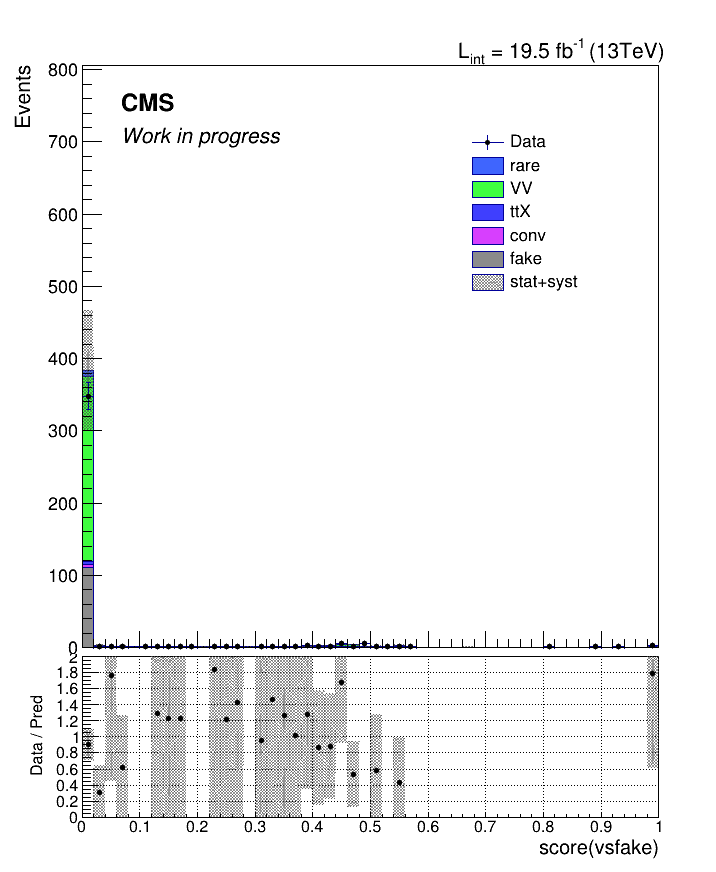 L_int = 19.5 fb^-1 (13TeV)
Events
800
CMS
Work in progress
700
Data
rare
VV
ttX
conv
fake
stat+syst
600
500
400
300
200
100
0
Data / Pred
2
1.8
1.6
1.4
1.2
1
0.8
0.6
0.4
0.2
0
0 0.1 0.2 0.3 0.4 0.5 0.6 0.7 0.8 0.9 1
score(vsfake)